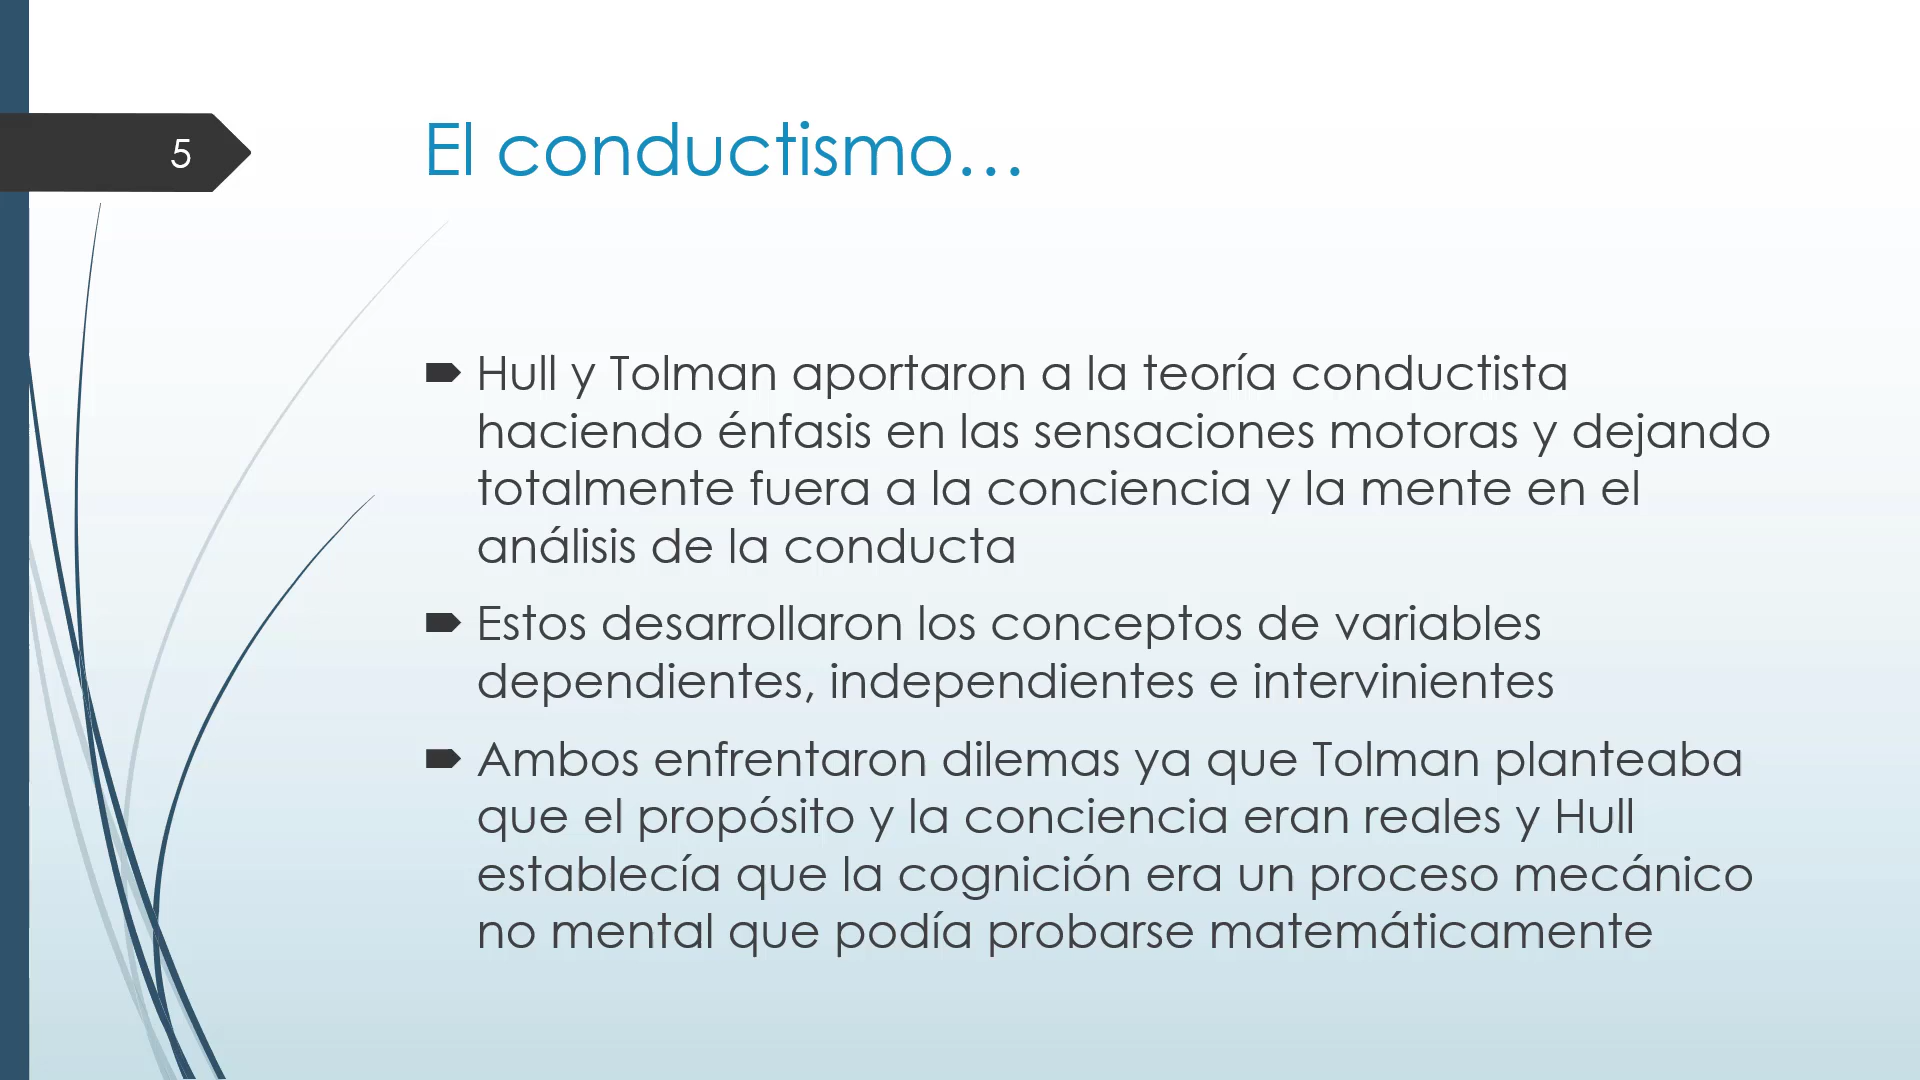 5
El conductismo…
Hull y Tolman aportaron a la teoría conductista
haciendo énfasis en las sensaciones motoras y dejando
totalmente fuera a la conciencia y la mente en el
análisis de la conducta
Estos desarrollaron los conceptos de variables
dependientes, independientes e intervinientes
Ambos enfrentaron dilemas ya que Tolman planteaba
que el propósito y la conciencia eran reales y Hull
establecía que la cognición era un proceso mecánico
no mental que podía probarse matemáticamente